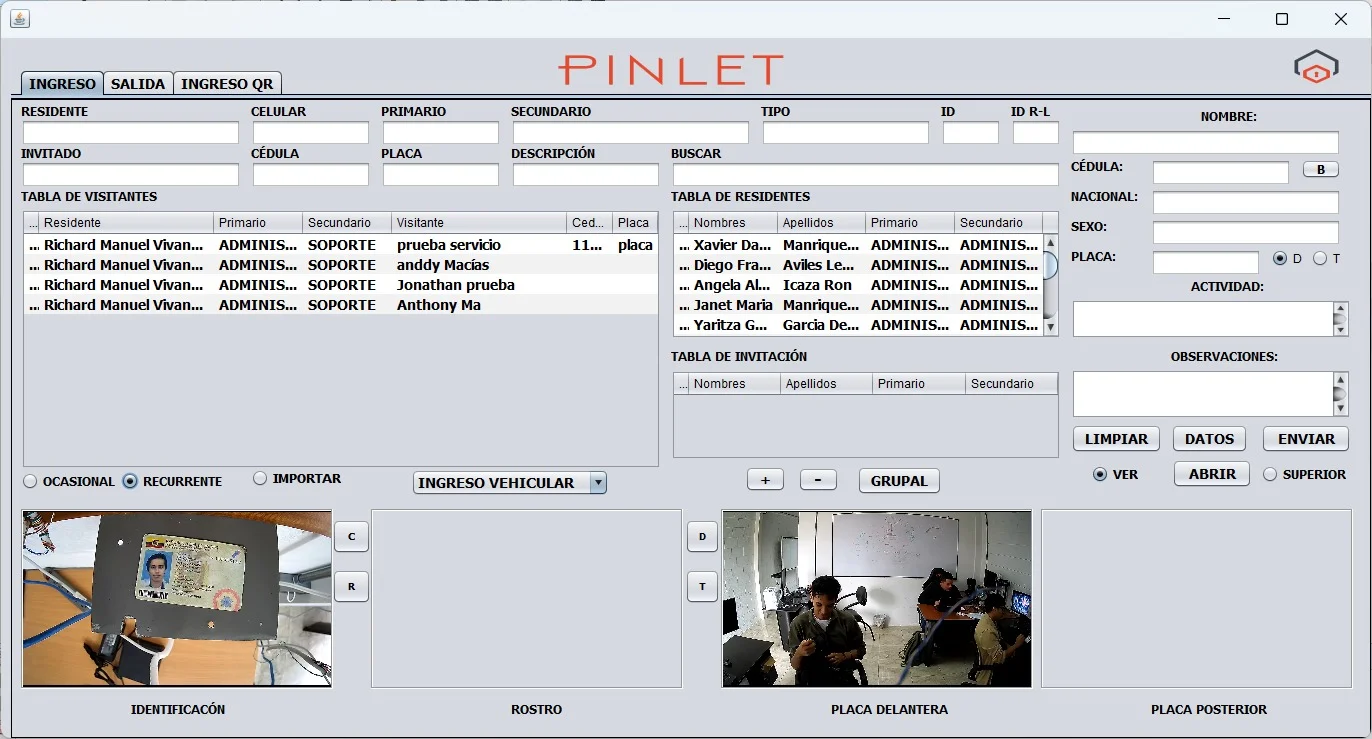 PINLET
INGRESO SALIDA INGRESO QR
RESIDENTE CELULAR PRIMARIO SECUNDARIO TIPO ID ID R-L
INVITADO CÉDULA PLACA DESCRIPCIÓN BUSCAR
TABLA DE VISITANTES
... Residente Primario Secundario Visitante Ced... Placa
... Richard Manuel Vivan... ADMINIS... SOPORTE prueba servicio 11... placa
... Richard Manuel Vivan... ADMINIS... SOPORTE anddy Macías
... Richard Manuel Vivan... ADMINIS... SOPORTE Jonathan prueba
... Richard Manuel Vivan... ADMINIS... SOPORTE Anthony Ma
TABLA DE RESIDENTES
... Nombres Apellidos Primario Secundario
... Xavier Da... Manrique... ADMINIS... ADMINIS...
... Diego Fra... Aviles Le... ADMINIS... ADMINIS...
... Angela Al... Icaza Ron ADMINIS... ADMINIS...
... Janet Maria Manrique... ADMINIS... ADMINIS...
... Yaritza G... Garcia De... ADMINIS... ADMINIS...
TABLA DE INVITACIÓN
... Nombres Apellidos Primario Secundario
NOMBRE:
CÉDULA: B
NACIONAL:
SEXO:
PLACA: D T
ACTIVIDAD:
OBSERVACIONES:
LIMPIAR DATOS ENVIAR
VER ABRIR SUPERIOR
OCASIONAL RECURRENTE IMPORTAR INGRESO VEHICULAR + - GRUPAL
C D
R T
IDENTIFICACÓN ROSTRO PLACA DELANTERA PLACA POSTERIOR